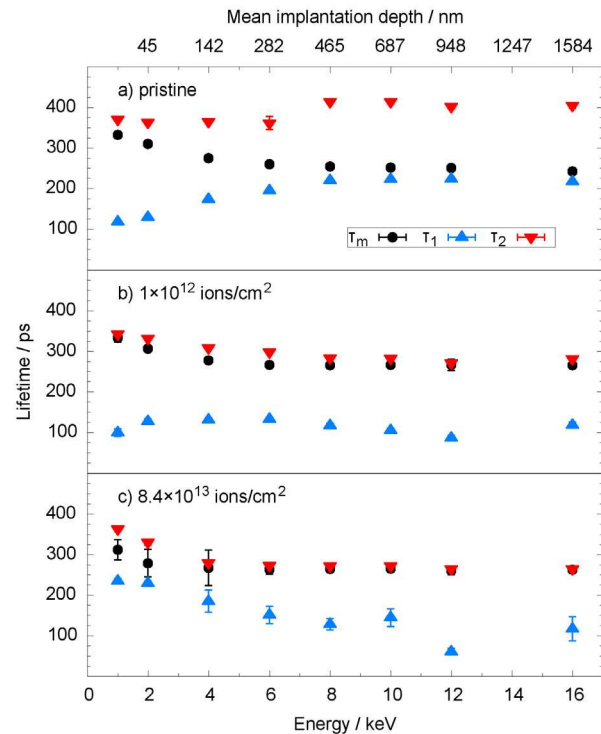 Mean implantation depth / nm
45 142 282 465 687 948 1247 1584
a) pristine
400
300
200
100
τm τ1 τ2
b) 1×10¹² ions/cm²
400
300
200
100
Lifetime / ps
c) 8.4×10¹³ ions/cm²
400
300
200
100
0 2 4 6 8 10 12 14 16
Energy / keV